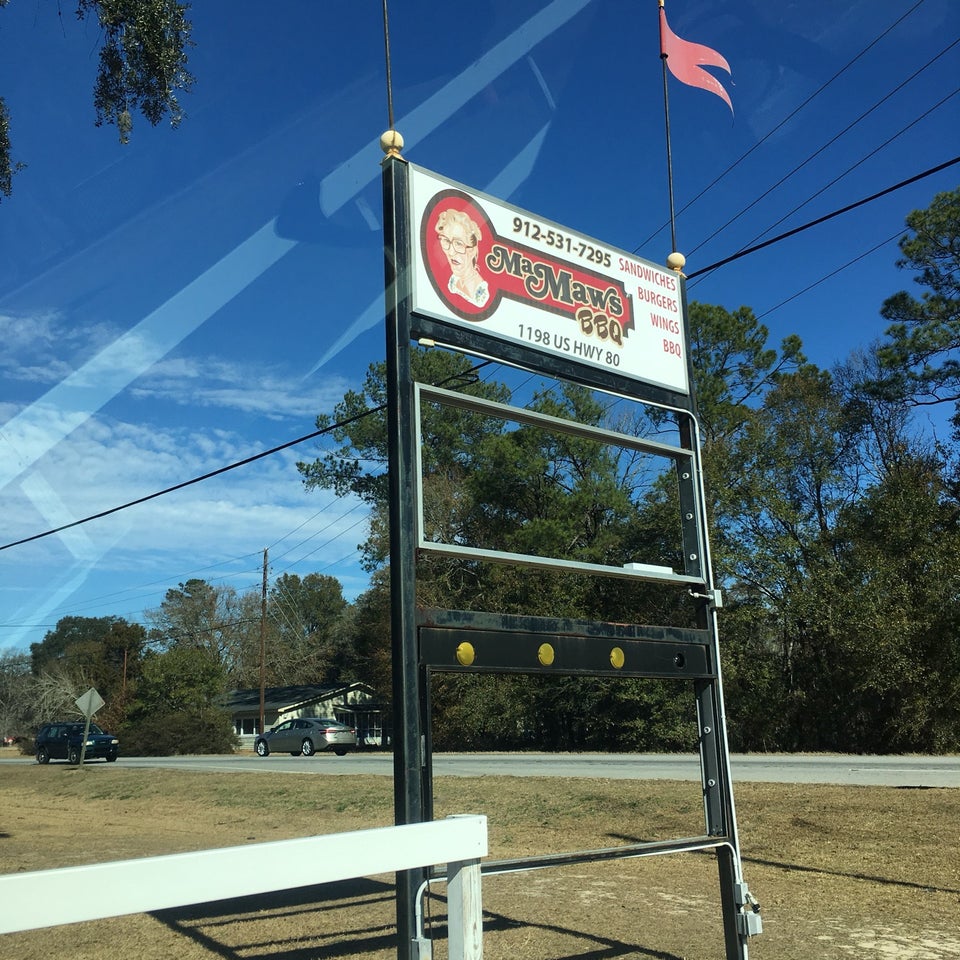 912-531-7295
MaMaw's
BBQ
1198 US HWY 80
SANDWICHES
BURGERS
WINGS
BBQ